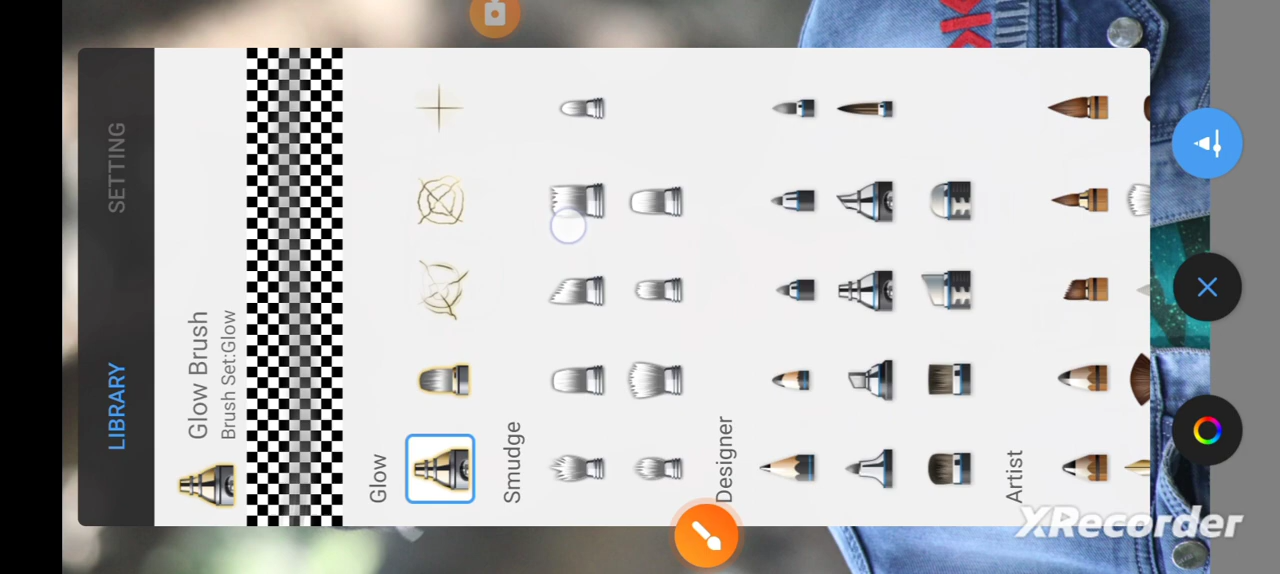 LIBRARY
SETTING
Glow Brush
Brush Set:Glow
Glow
Smudge
Designer
Artist
XRecorder